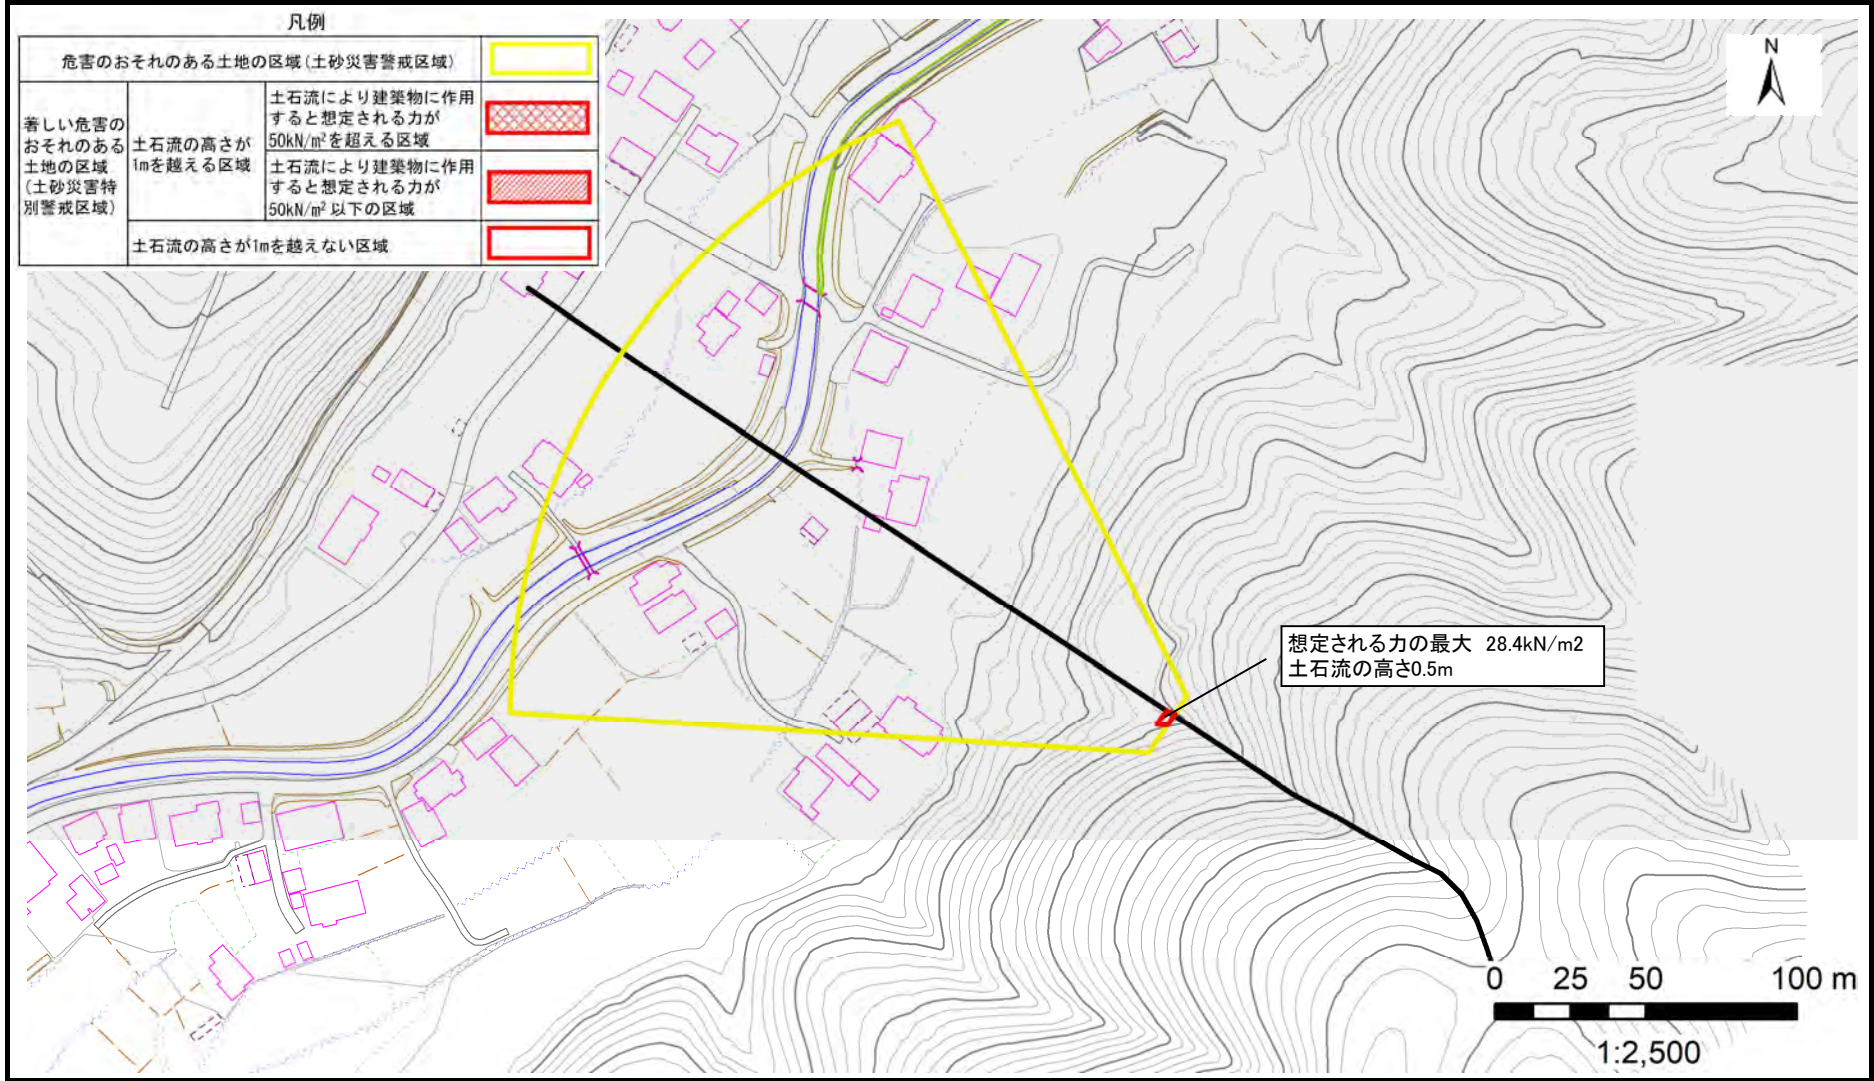 凡例
危害のおそれのある土地の区域(土砂災害警戒区域)
著しい危害の
おそれのある
土地の区域
(土砂災害特
別警戒区域)
土石流の高さが
1mを越える区域
土石流により建築物に作用
すると想定される力が
50kN/m²を超える区域
土石流により建築物に作用
すると想定される力が
50kN/m² 以下の区域
土石流の高さが1mを越えない区域
N
想定される力の最大 28.4kN/m2
土石流の高さ0.5m
0 25 50 100 m
1:2,500